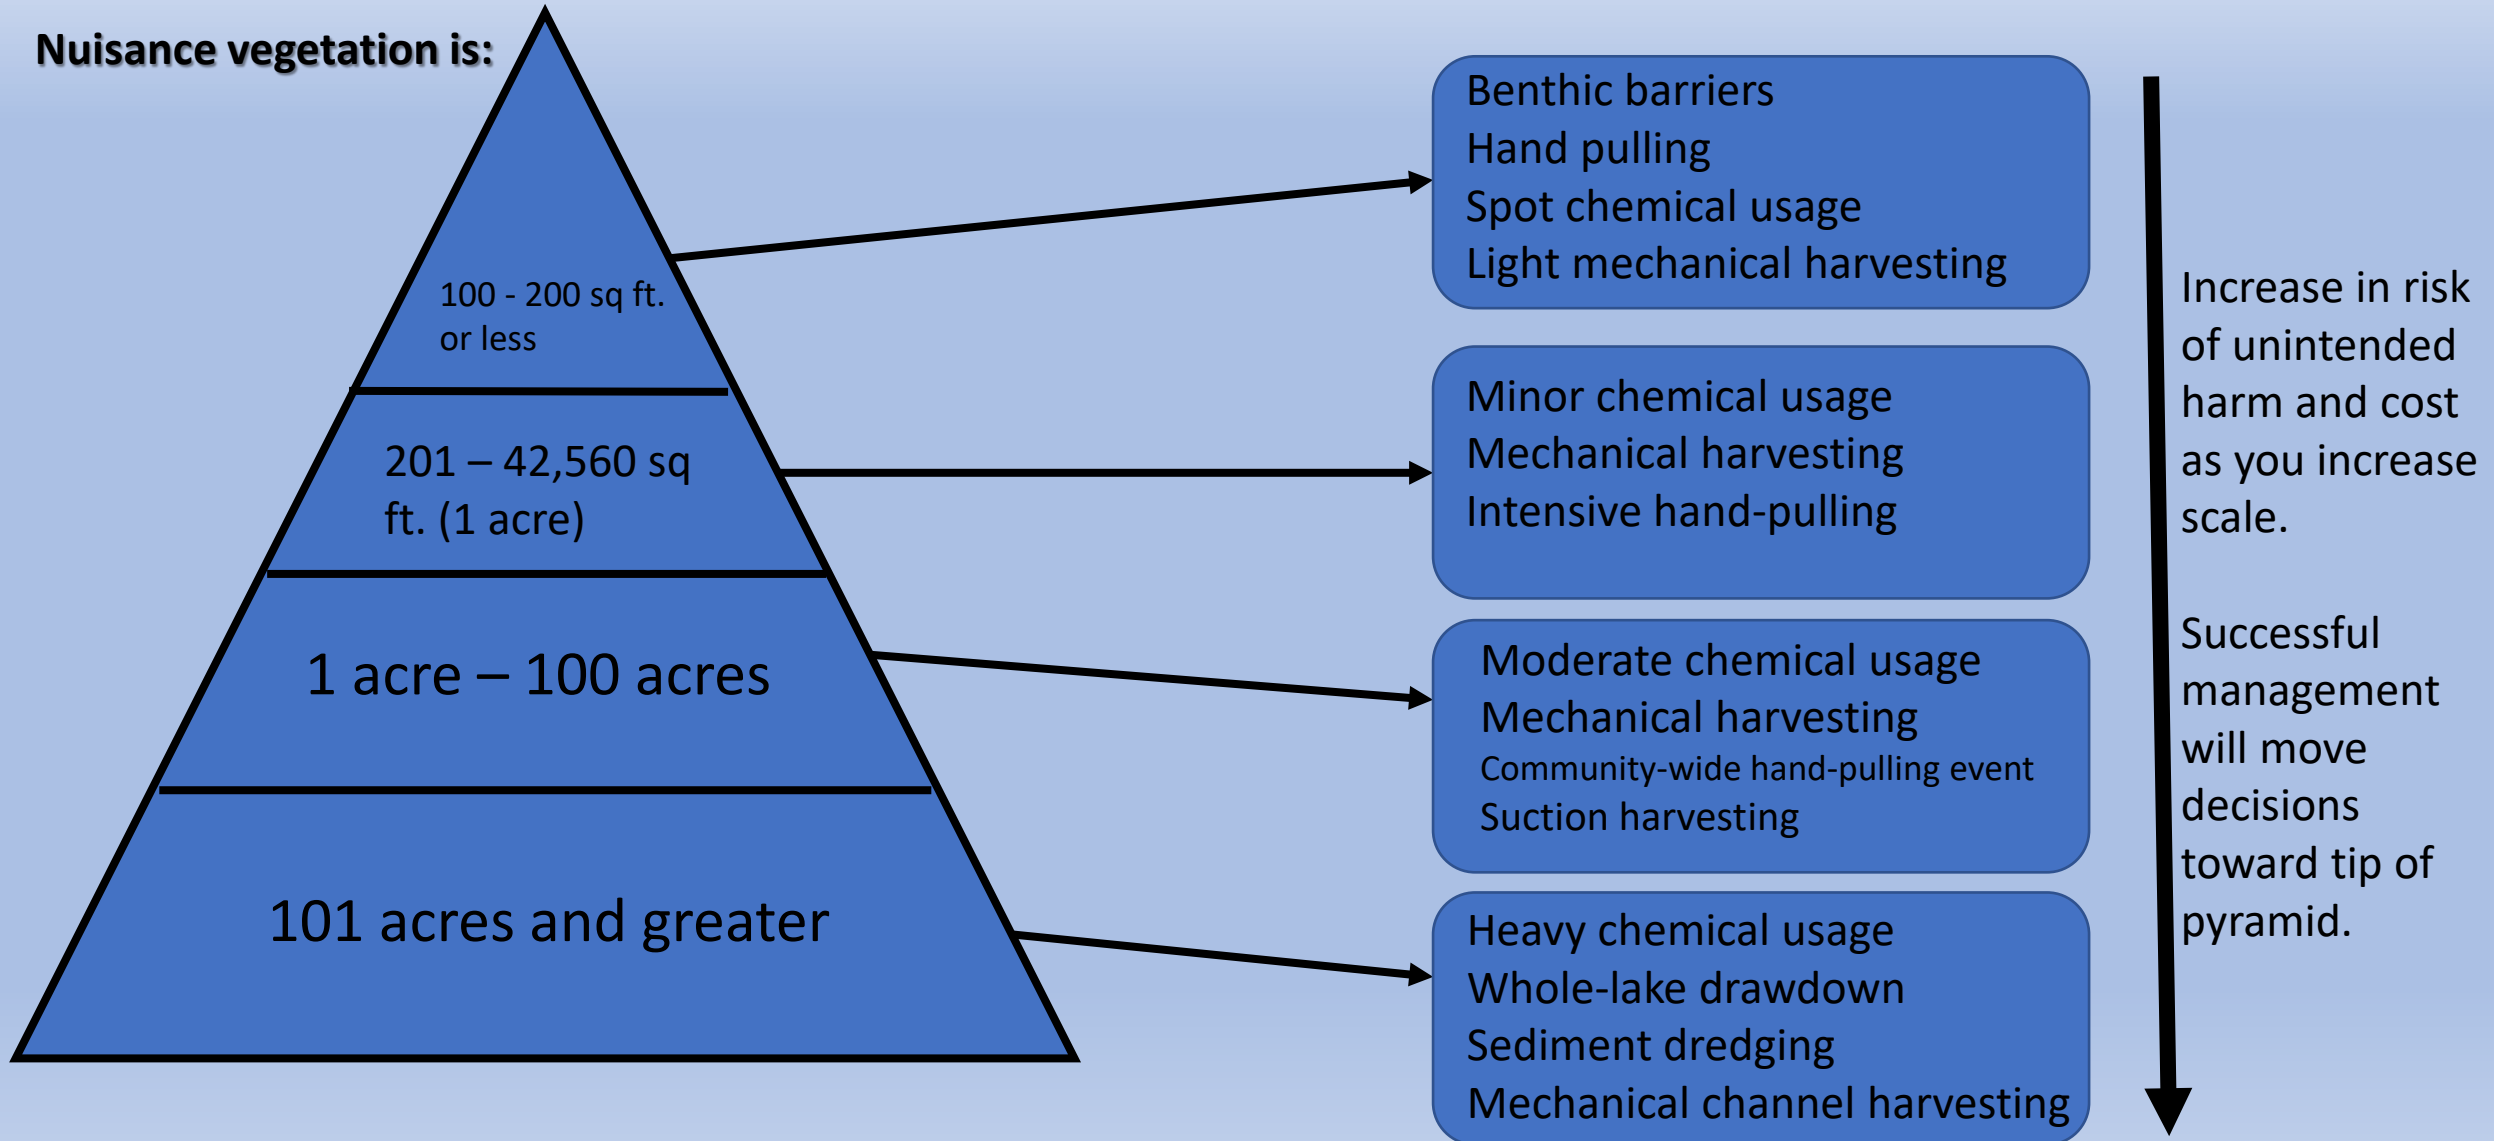 Nuisance vegetation is:
100 - 200 sq ft.
or less
201 – 42,560 sq
ft. (1 acre)
1 acre – 100 acres
101 acres and greater
Benthic barriers
Hand pulling
Spot chemical usage
Light mechanical harvesting
Minor chemical usage
Mechanical harvesting
Intensive hand-pulling
Moderate chemical usage
Mechanical harvesting
Community-wide hand-pulling event
Suction harvesting
Heavy chemical usage
Whole-lake drawdown
Sediment dredging
Mechanical channel harvesting
Increase in risk
of unintended
harm and cost
as you increase
scale.
Successful
management
will move
decisions
toward tip of
pyramid.